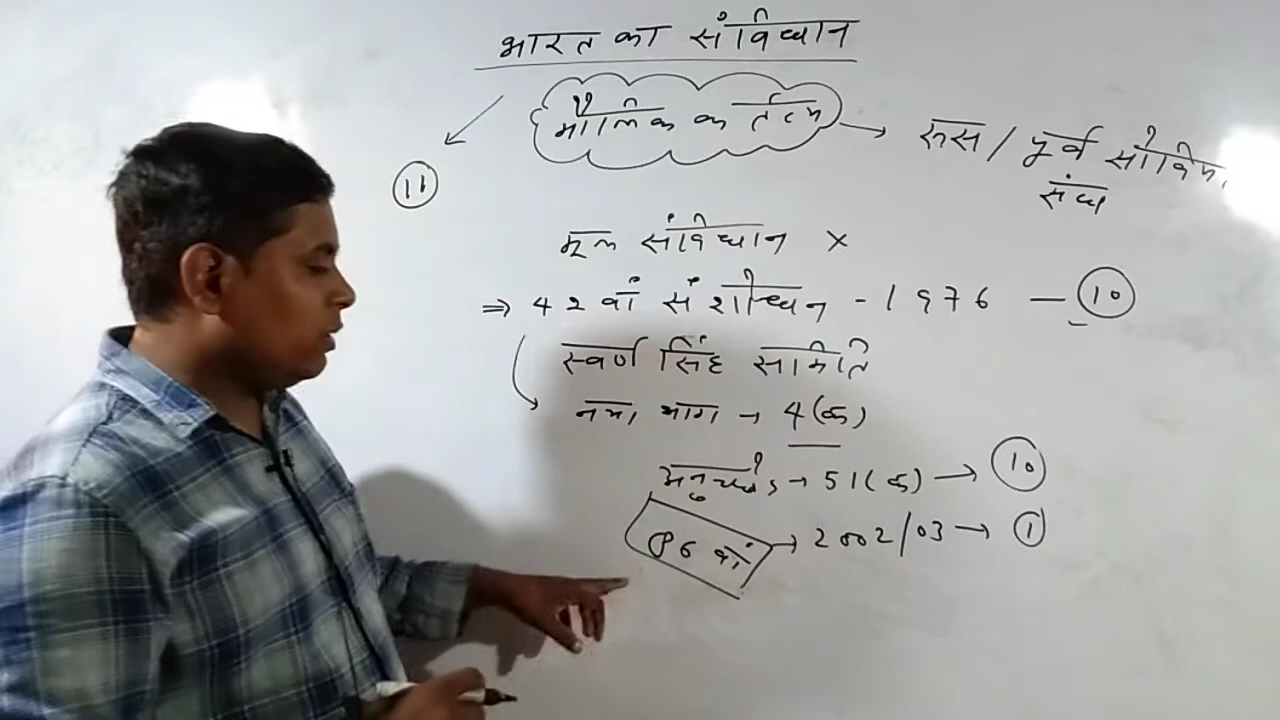 भारत का संविधान
मौलिक कर्तव्य → रूस / पूर्व सोवियत
संघ
11
मूल संविधान ×
⇒ 42वां संशोधन - 1976 — 10
स्वर्ण सिंह समिति
नया भाग → 4(क)
अनुच्छेद → 51(क) → 10
86 वां → 2002/03 → 1